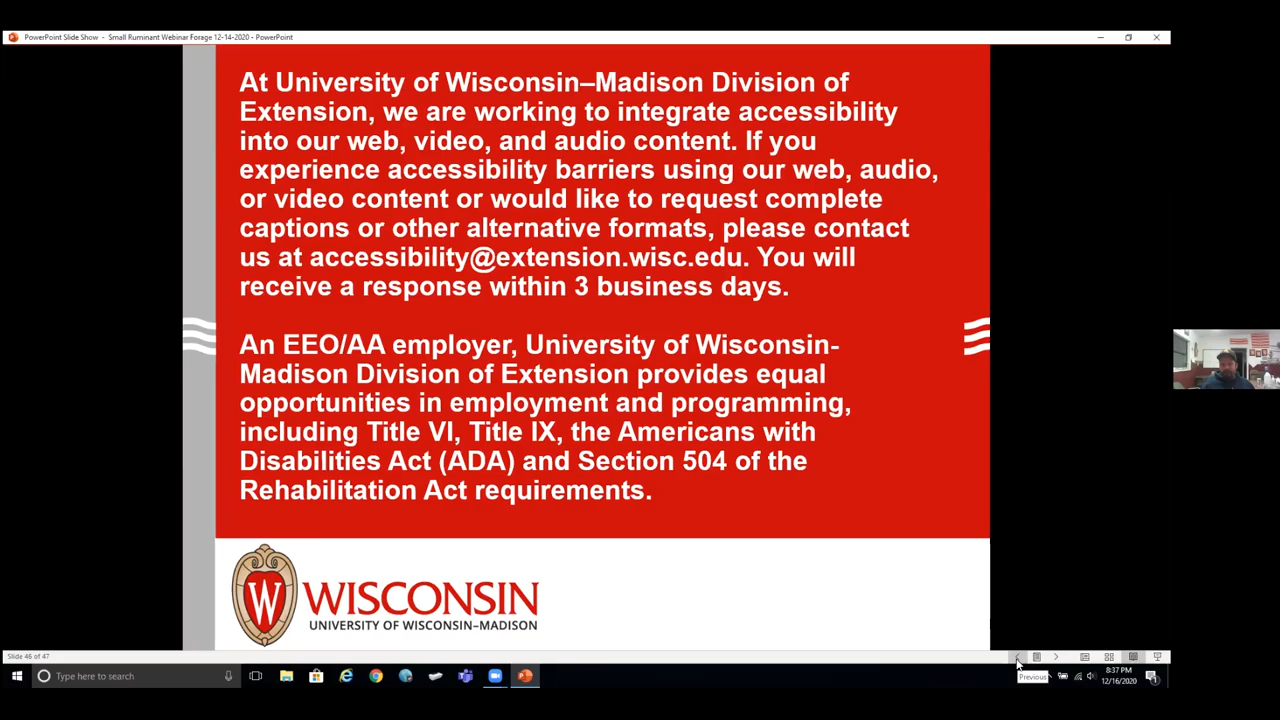 PowerPoint Slide Show - Small Ruminant Webinar Forage 12-14-2020 - PowerPoint
At University of Wisconsin–Madison Division of
Extension, we are working to integrate accessibility
into our web, video, and audio content. If you
experience accessibility barriers using our web, audio,
or video content or would like to request complete
captions or other alternative formats, please contact
us at accessibility@extension.wisc.edu. You will
receive a response within 3 business days.
An EEO/AA employer, University of Wisconsin-
Madison Division of Extension provides equal
opportunities in employment and programming,
including Title VI, Title IX, the Americans with
Disabilities Act (ADA) and Section 504 of the
Rehabilitation Act requirements.
W
WISCONSIN
UNIVERSITY OF WISCONSIN–MADISON
Slide 46 of 47
Type here to search
Previous
8:37 PM
12/16/2020